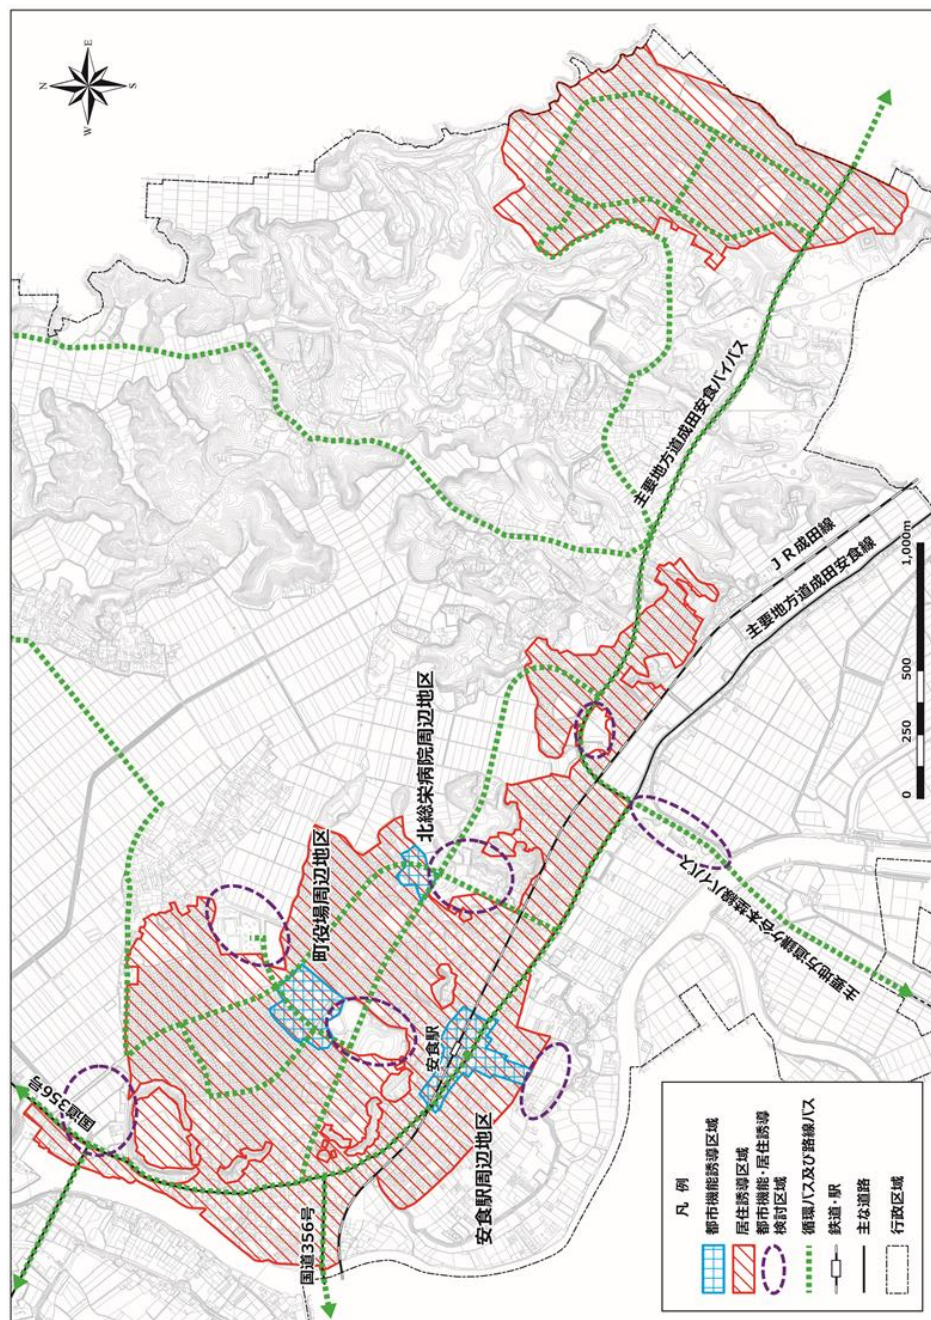 N
E
S
W
国道356号
国道356号
町役場周辺地区
北総栄病院周辺地区
安食駅
安食駅周辺地区
主要地方道成田安食バイパス
JR成田線
主要地方道成田安食線
主要地方道鎌ケ谷本埜線バイパス
0
250
500
1,000m
凡 例
都市機能誘導区域
居住誘導区域
都市機能・居住誘導
検討区域
循環バス及び路線バス
鉄道・駅
主な道路
行政区域